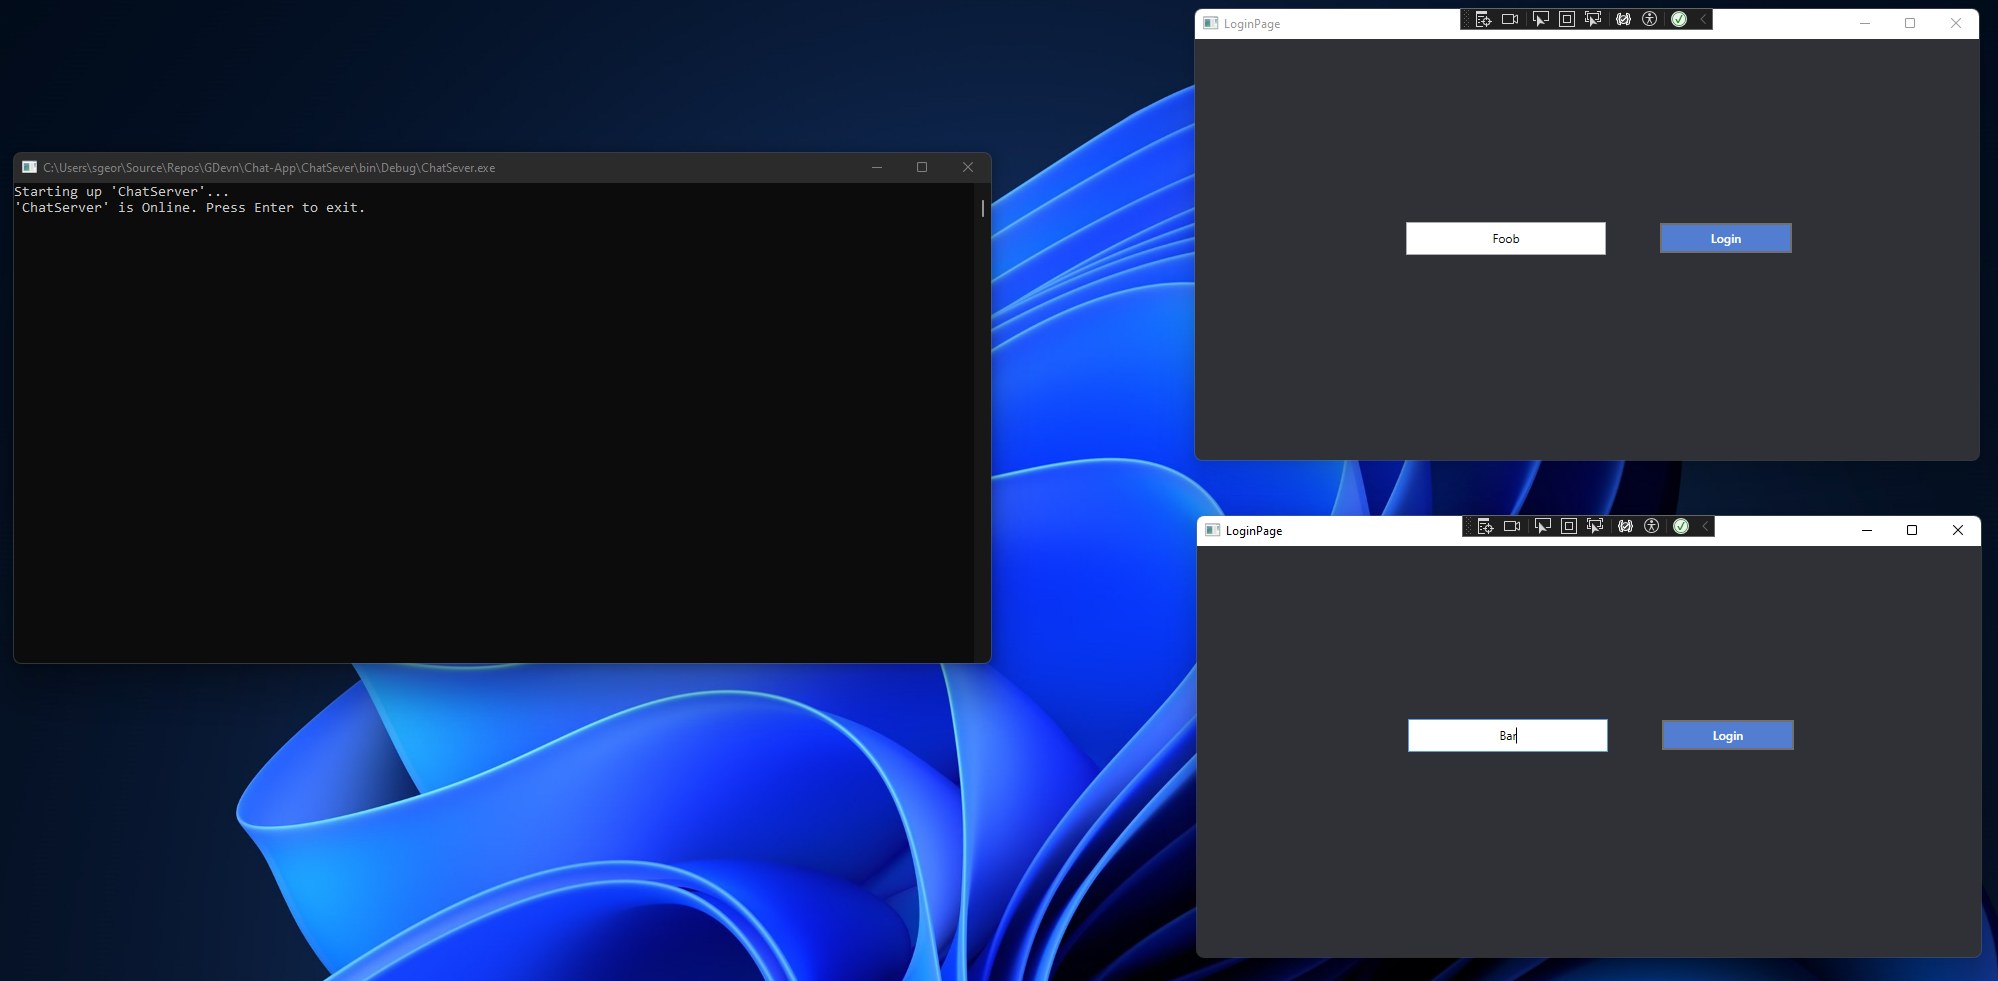 C:\Users\sgeor\Source\Repos\GDevn\Chat-App\ChatSever\bin\Debug\ChatSever.exe
Starting up 'ChatServer'...
'ChatServer' is Online. Press Enter to exit.
LoginPage
Foob
Login
LoginPage
Bar
Login